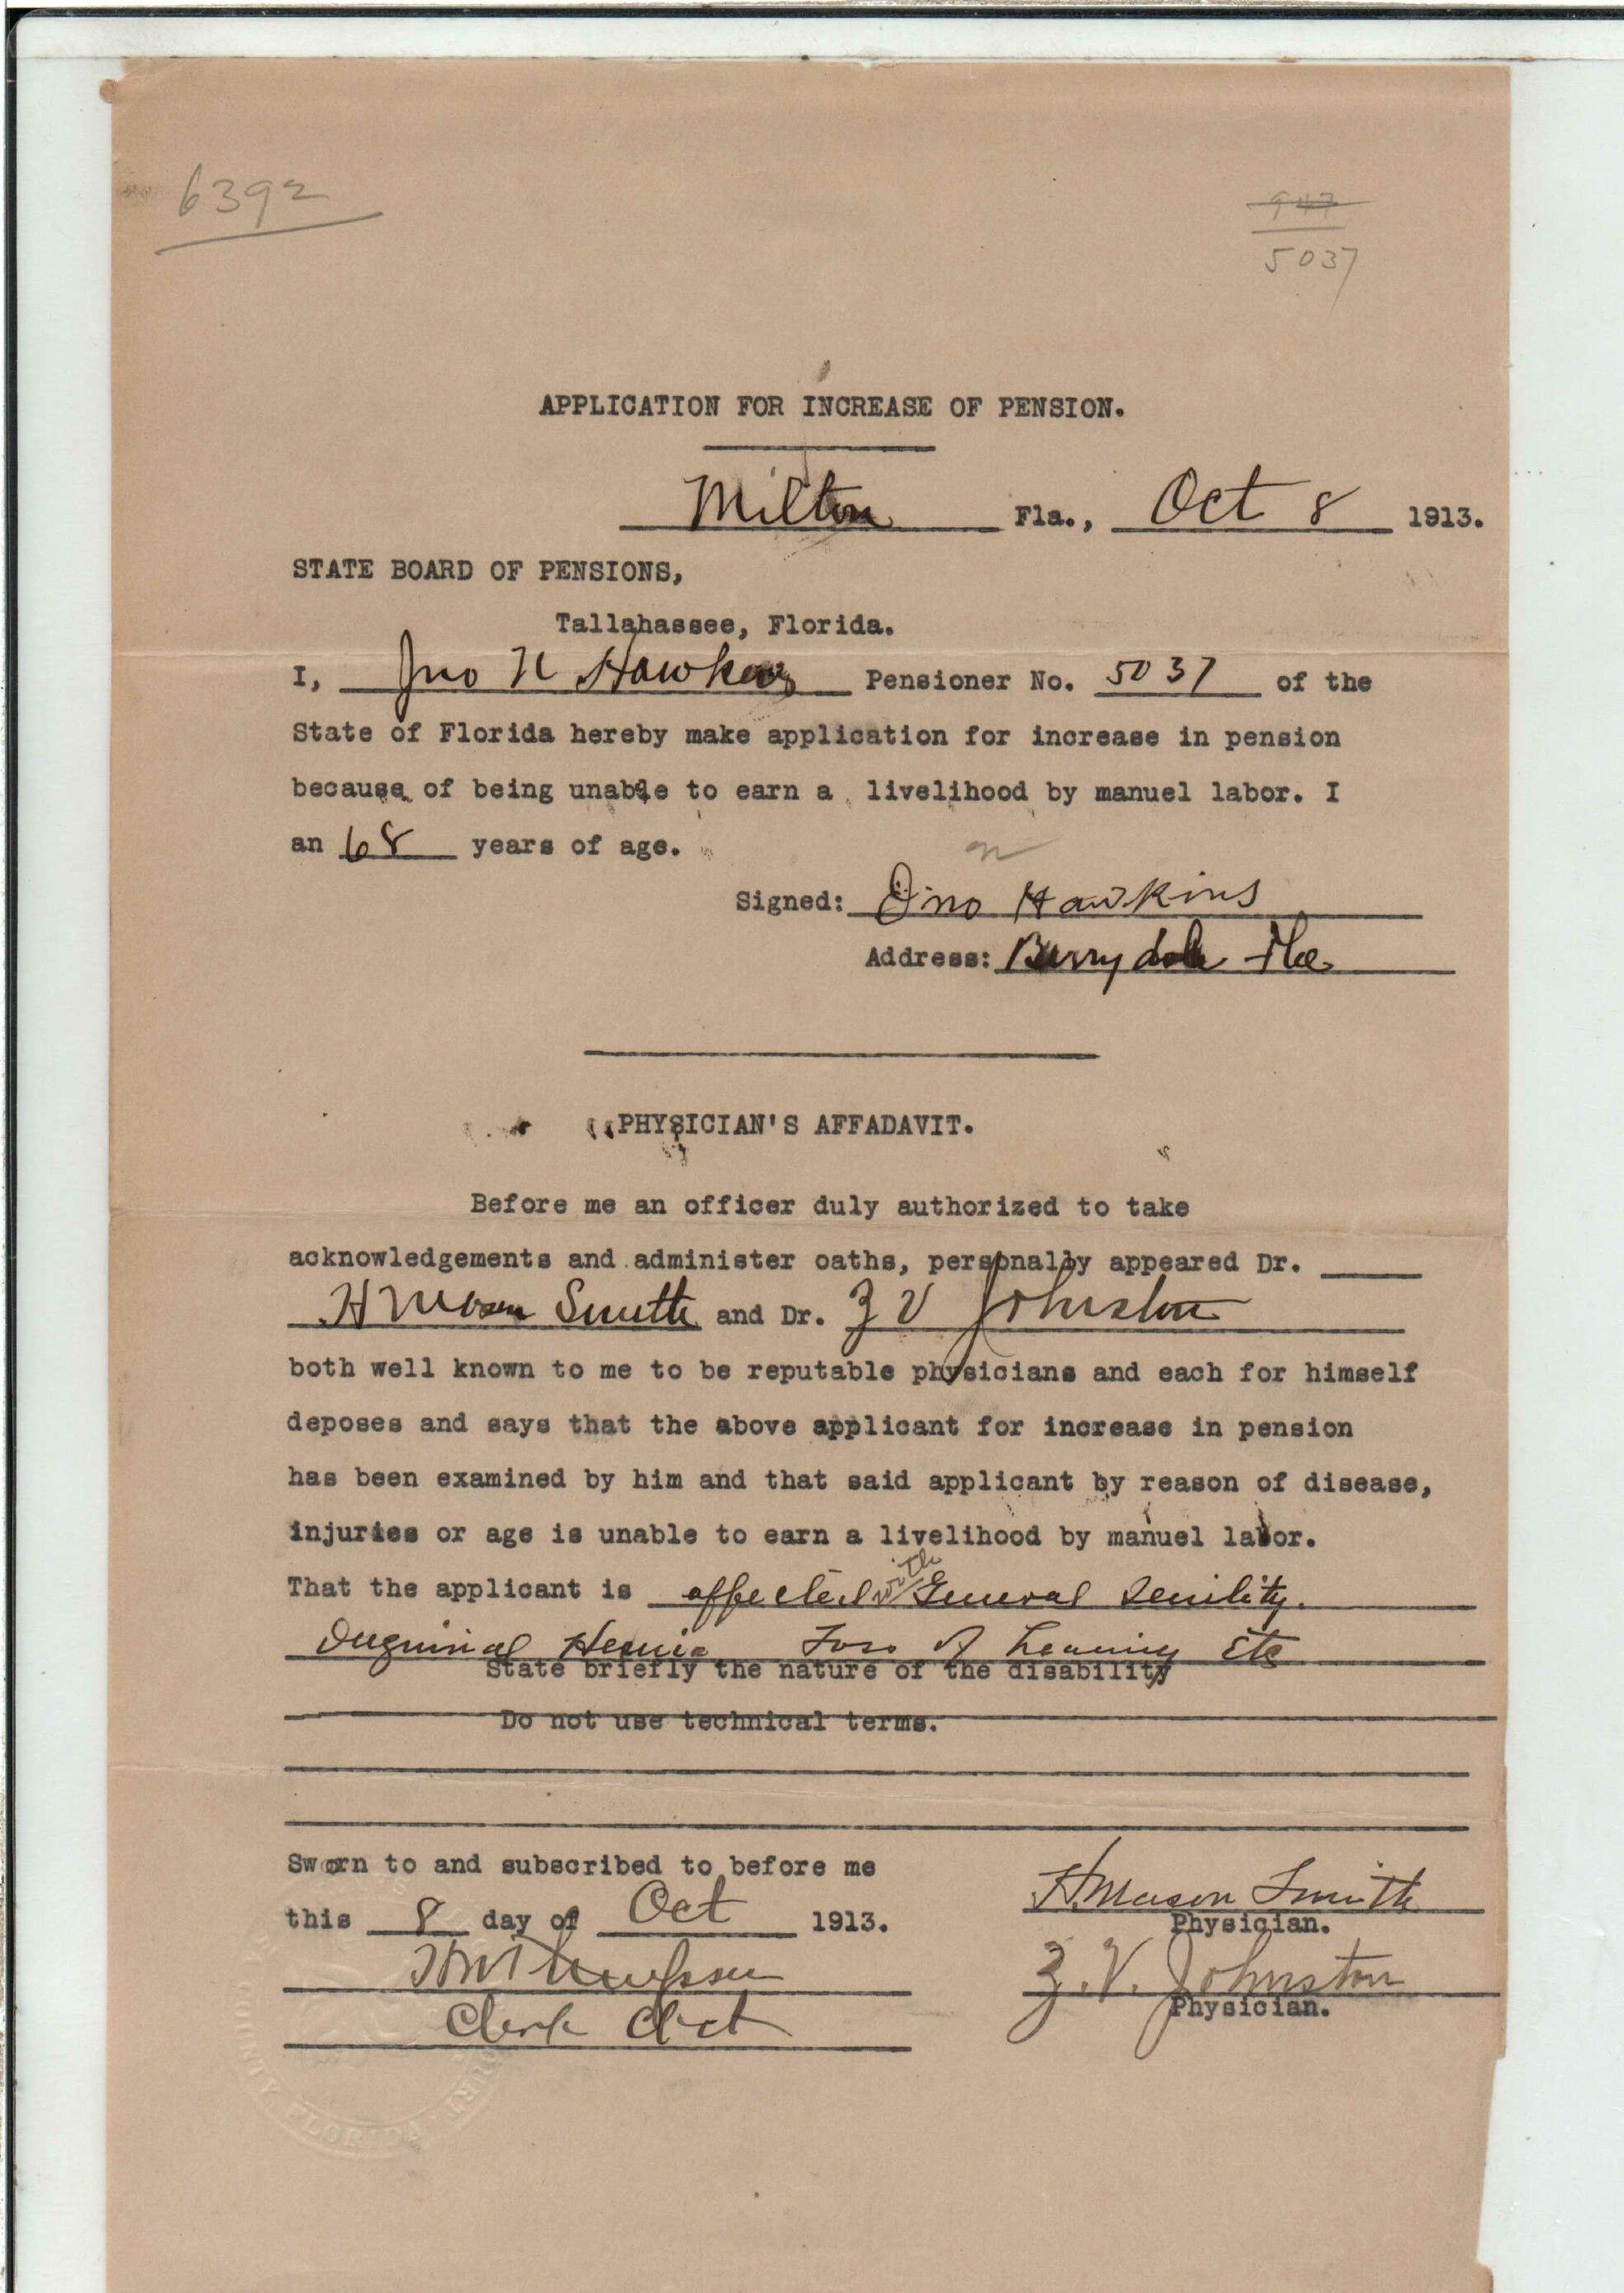 6392
947
5037
APPLICATION FOR INCREASE OF PENSION.
Milton Fla., Oct 8 1913.
STATE BOARD OF PENSIONS,
Tallahassee, Florida.
I, Jno N Hawkins Pensioner No. 5037 of the
State of Florida hereby make application for increase in pension
because of being unable to earn a livelihood by manuel labor. I
an 68 years of age.
N
Signed: Jno Hawkins
Address: Berrydale Fla
PHYSICIAN'S AFFADAVIT.
Before me an officer duly authorized to take
acknowledgements and administer oaths, personally appeared Dr.
H Mason Smith and Dr. Z V Johnston
both well known to me to be reputable physicians and each for himself
deposes and says that the above applicant for increase in pension
has been examined by him and that said applicant by reason of disease,
injuries or age is unable to earn a livelihood by manuel labor.
That the applicant is affected with General Senility.
Inguinal Hernia Loss of hearing Etc
State briefly the nature of the disability
Do not use technical terms.
Sworn to and subscribed to before me
this 8 day of Oct 1913.
H. Mason Smith
Physician.
Z. V. Johnston
Physician.
Clerk
COUNTY, FLORIDA
COURT